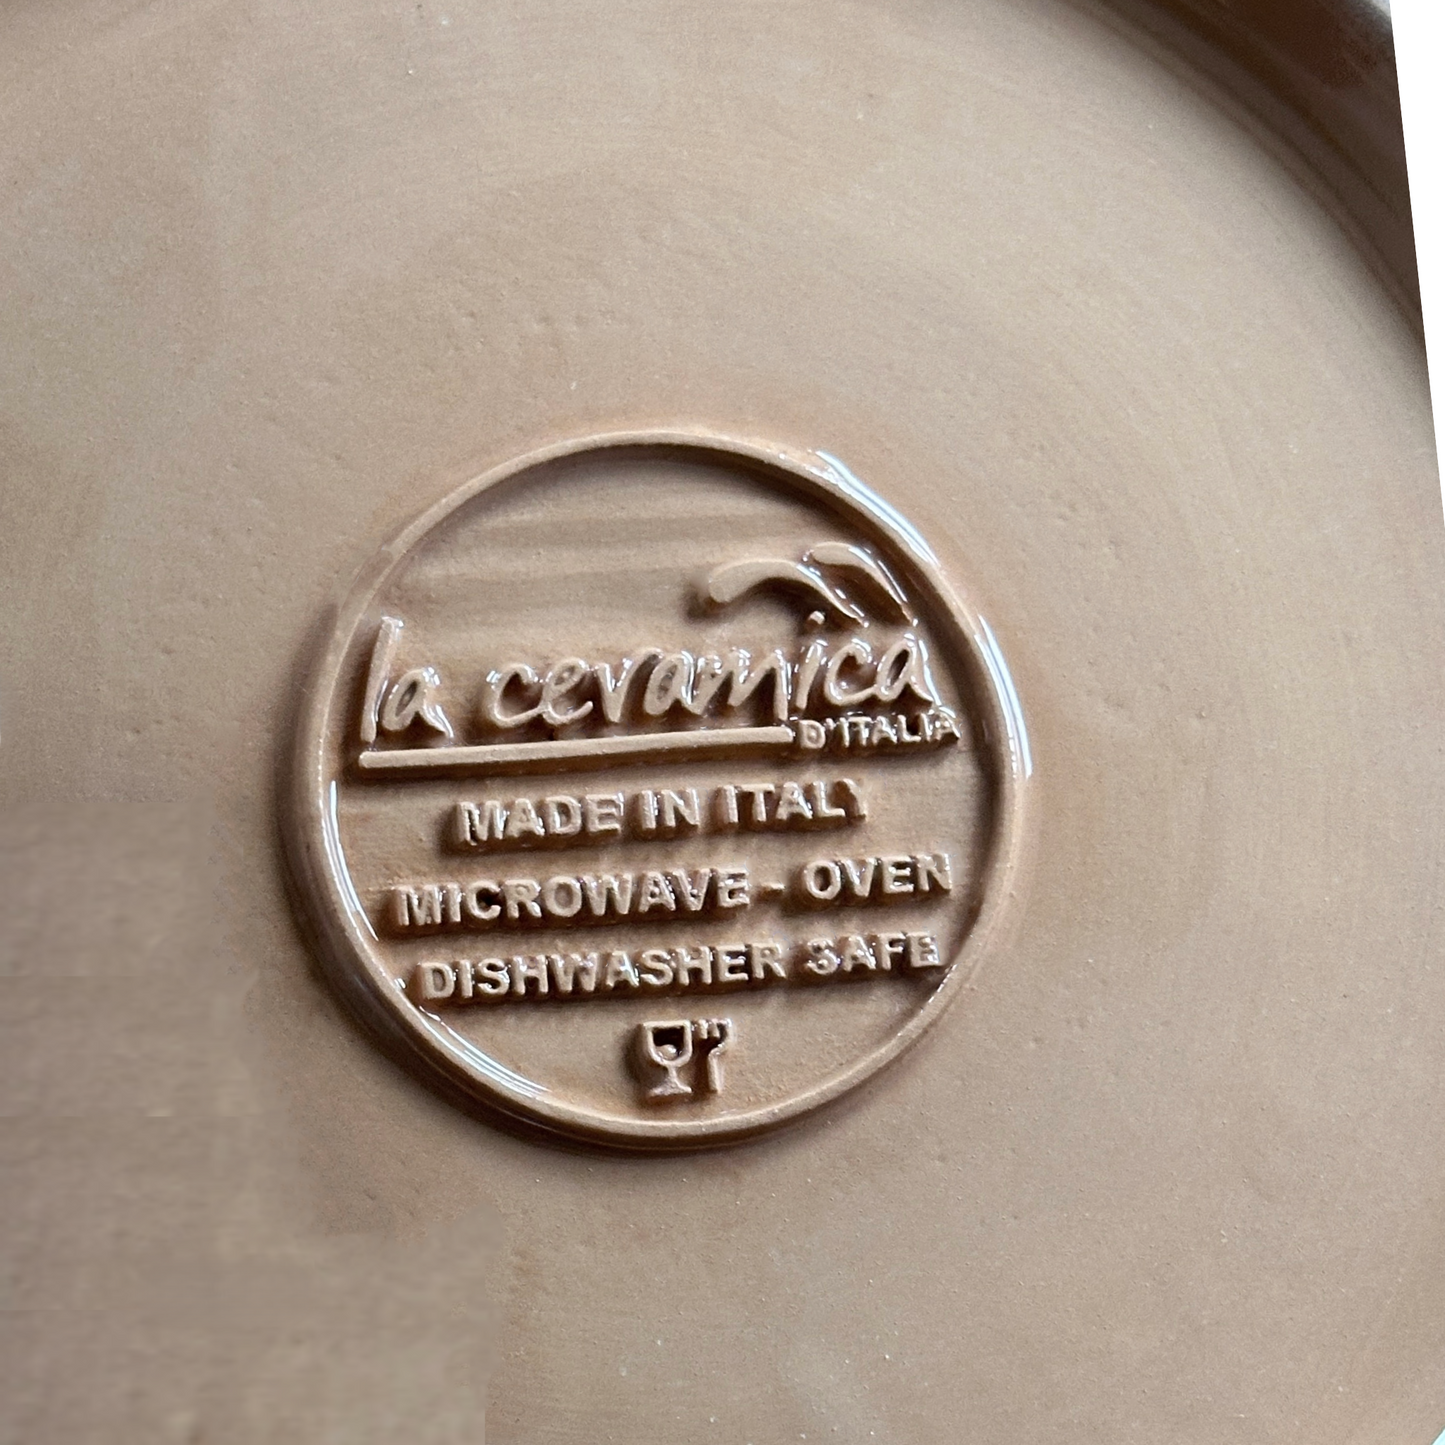 la ceramica
D'ITALIA
MADE IN ITALY
MICROWAVE - OVEN
DISHWASHER SAFE